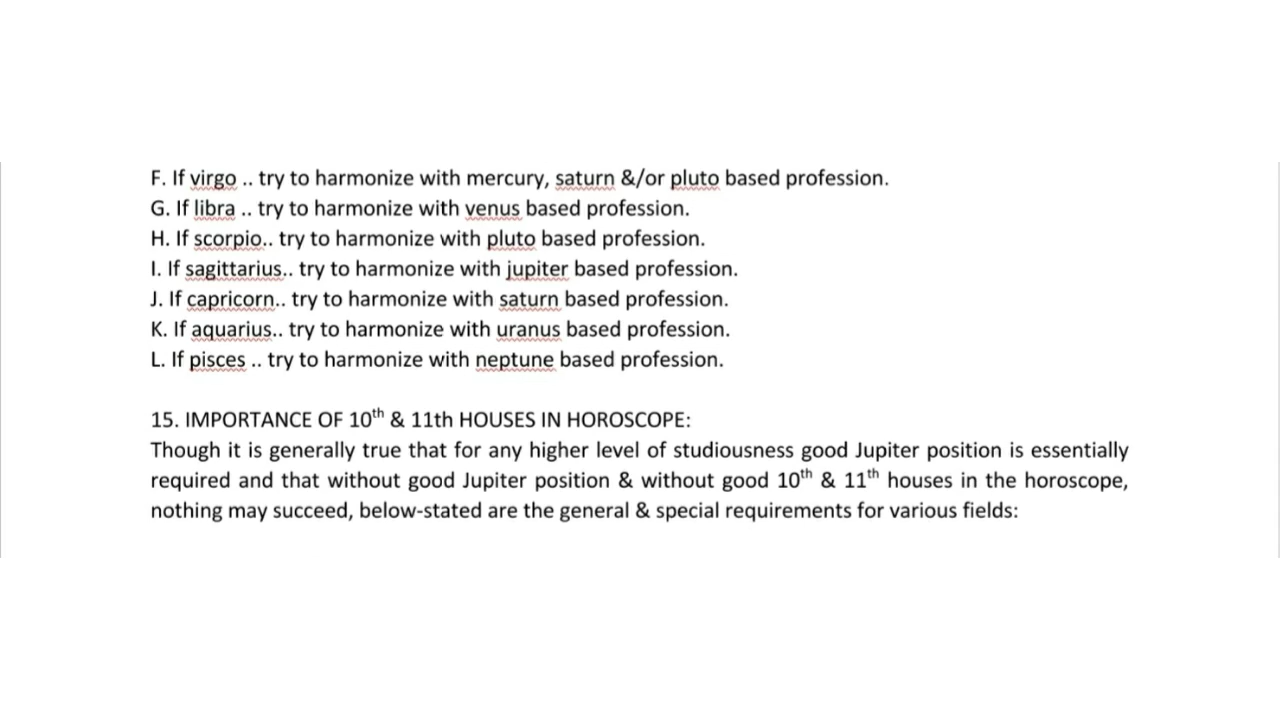 F. If virgo .. try to harmonize with mercury, saturn &/or pluto based profession.
G. If libra .. try to harmonize with venus based profession.
H. If scorpio.. try to harmonize with pluto based profession.
I. If sagittarius.. try to harmonize with jupiter based profession.
J. If capricorn.. try to harmonize with saturn based profession.
K. If aquarius.. try to harmonize with uranus based profession.
L. If pisces .. try to harmonize with neptune based profession.
15. IMPORTANCE OF 10th & 11th HOUSES IN HOROSCOPE:
Though it is generally true that for any higher level of studiousness good Jupiter position is essentially
required and that without good Jupiter position & without good 10th & 11th houses in the horoscope,
nothing may succeed, below-stated are the general & special requirements for various fields: